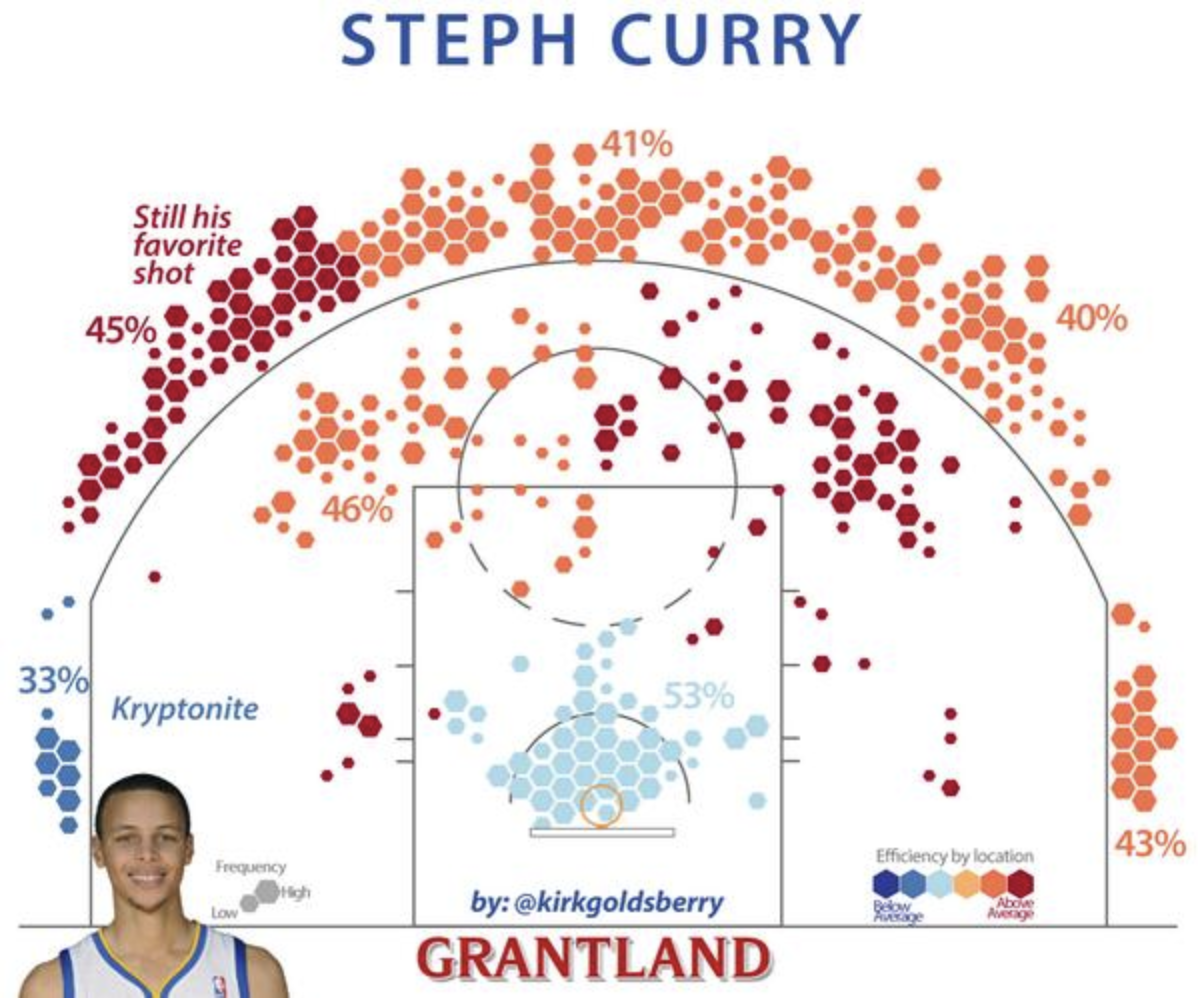 STEPH CURRY
41%
Still his
favorite
shot
45%
40%
46%
33%
Kryptonite
53%
43%
Frequency
High
Low
Efficiency by location
Below
Average
Above
Average
by: @kirkgoldsberry
GRANTLAND